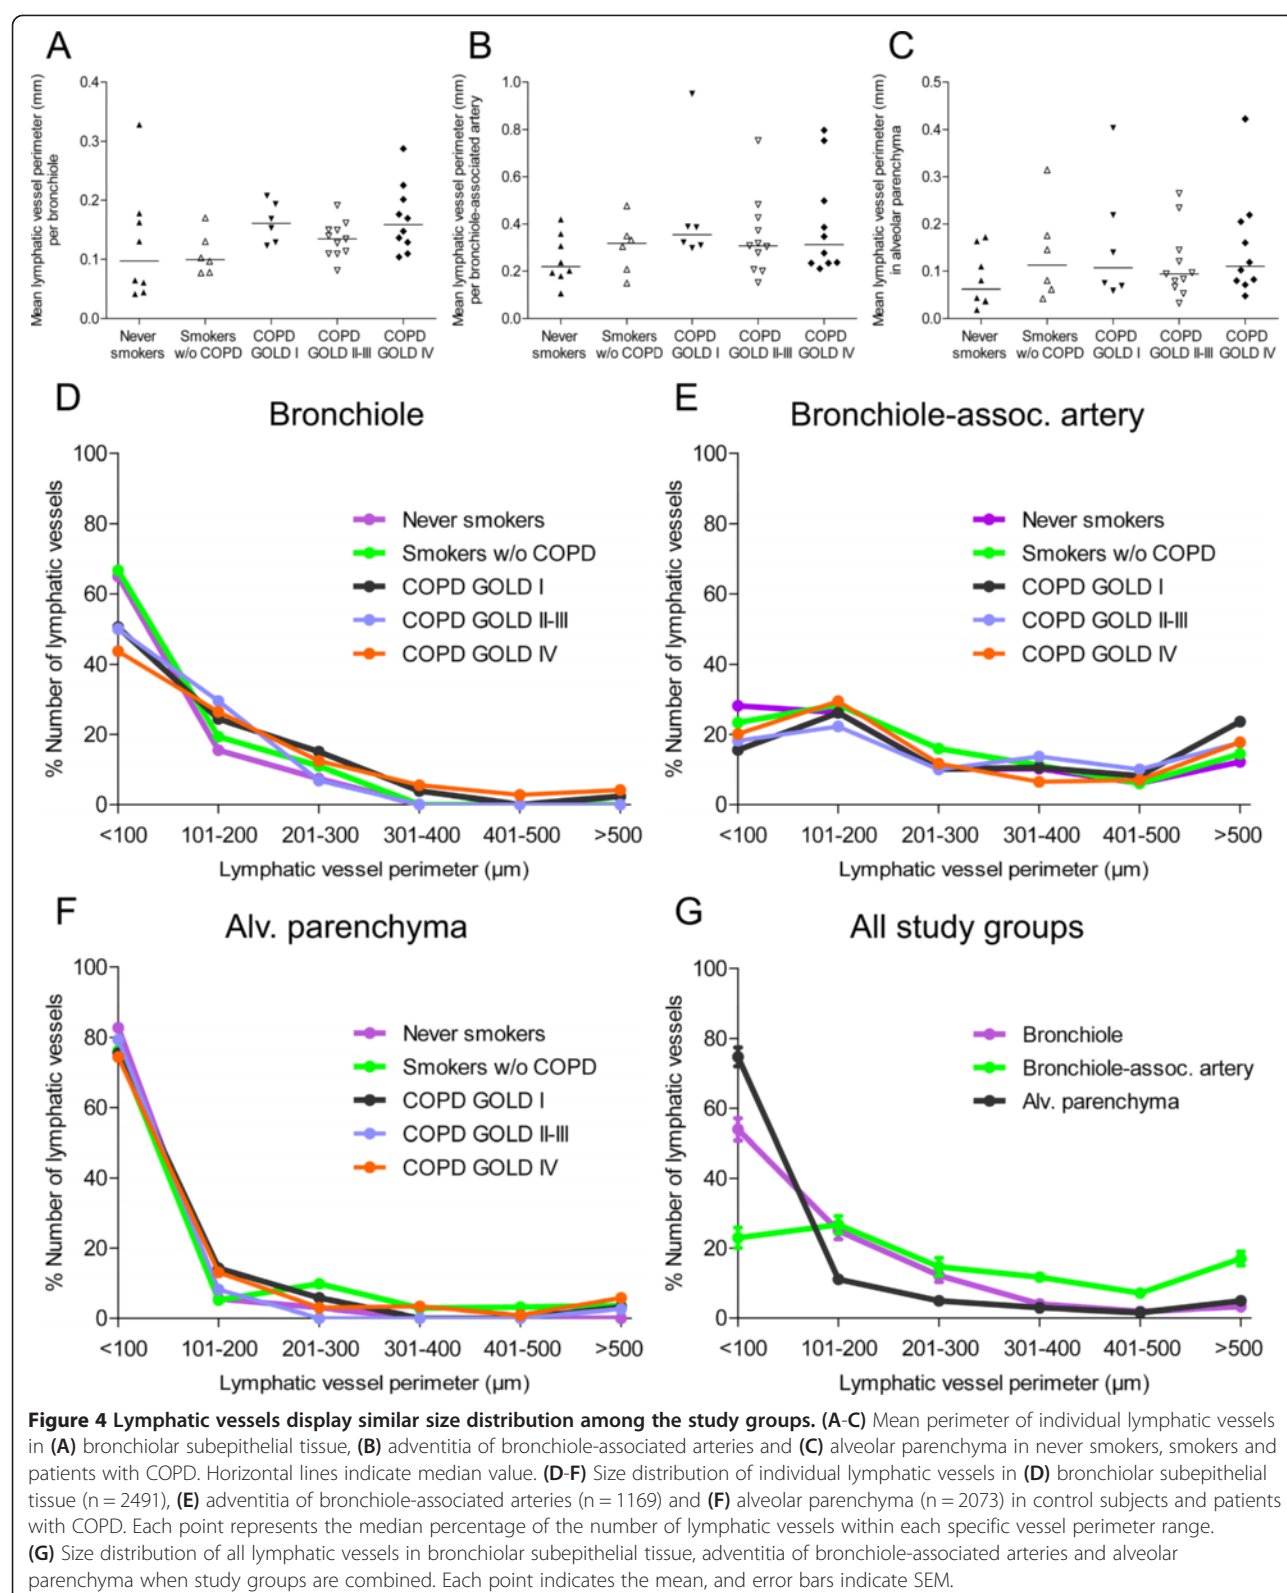 A
B
C
Mean lymphatic vessel perimeter (mm)
per bronchiole
0.4
0.3
0.2
0.1
0.0
Never
smokers
Smokers
w/o COPD
COPD
GOLD I
COPD
GOLD II-III
COPD
GOLD IV
Mean lymphatic vessel perimeter (mm)
per bronchiole-associated artery
1.0
0.8
0.6
0.4
0.2
0.0
Never
smokers
Smokers
w/o COPD
COPD
GOLD I
COPD
GOLD II-III
COPD
GOLD IV
Mean lymphatic vessel perimeter (mm)
in alveolar parenchyma
0.5
0.4
0.3
0.2
0.1
0.0
Never
smokers
Smokers
w/o COPD
COPD
GOLD I
COPD
GOLD II-III
COPD
GOLD IV
D
Bronchiole
% Number of lymphatic vessels
100
80
60
40
20
0
Never smokers
Smokers w/o COPD
COPD GOLD I
COPD GOLD II-III
COPD GOLD IV
<100 101-200 201-300 301-400 401-500 >500
Lymphatic vessel perimeter (µm)
E
Bronchiole-assoc. artery
% Number of lymphatic vessels
100
80
60
40
20
0
Never smokers
Smokers w/o COPD
COPD GOLD I
COPD GOLD II-III
COPD GOLD IV
<100 101-200 201-300 301-400 401-500 >500
Lymphatic vessel perimeter (µm)
F
Alv. parenchyma
% Number of lymphatic vessels
100
80
60
40
20
0
Never smokers
Smokers w/o COPD
COPD GOLD I
COPD GOLD II-III
COPD GOLD IV
<100 101-200 201-300 301-400 401-500 >500
Lymphatic vessel perimeter (µm)
G
All study groups
% Number of lymphatic vessels
100
80
60
40
20
0
Bronchiole
Bronchiole-assoc. artery
Alv. parenchyma
<100 101-200 201-300 301-400 401-500 >500
Lymphatic vessel perimeter (µm)
Figure 4 Lymphatic vessels display similar size distribution among the study groups. (A-C) Mean perimeter of individual lymphatic vessels
in (A) bronchiolar subepithelial tissue, (B) adventitia of bronchiole-associated arteries and (C) alveolar parenchyma in never smokers, smokers and
patients with COPD. Horizontal lines indicate median value. (D-F) Size distribution of individual lymphatic vessels in (D) bronchiolar subepithelial
tissue (n = 2491), (E) adventitia of bronchiole-associated arteries (n = 1169) and (F) alveolar parenchyma (n = 2073) in control subjects and patients
with COPD. Each point represents the median percentage of the number of lymphatic vessels within each specific vessel perimeter range.
(G) Size distribution of all lymphatic vessels in bronchiolar subepithelial tissue, adventitia of bronchiole-associated arteries and alveolar
parenchyma when study groups are combined. Each point indicates the mean, and error bars indicate SEM.